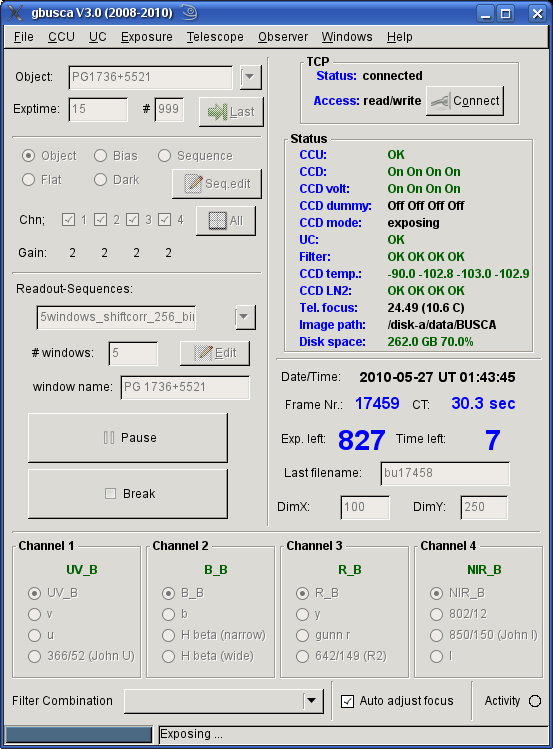 gbusca V3.0 (2008-2010)
File CCU UC Exposure Telescope Observer Windows Help
Object: PG1736+5521
Exptime: 15 # 999 Last
Object Bias Sequence
Flat Dark Seq.edit
Chn; 1 2 3 4 All
Gain: 2 2 2 2
Readout-Sequences:
5windows_shiftcorr_256_bin
# windows: 5 Edit
window name: PG 1736+5521
Pause
Break
TCP
Status: connected
Access: read/write Connect
Status
CCU: OK
CCD: On On On On
CCD volt: On On On On
CCD dummy: Off Off Off Off
CCD mode: exposing
UC: OK
Filter: OK OK OK OK
CCD temp.: -90.0 -102.8 -103.0 -102.9
CCD LN2: OK OK OK OK
Tel. focus: 24.49 (10.6 C)
Image path: /disk-a/data/BUSCA
Disk space: 262.0 GB 70.0%
Date/Time: 2010-05-27 UT 01:43:45
Frame Nr.: 17459 CT: 30.3 sec
Exp. left: 827 Time left: 7
Last filename: bu17458
DimX: 100 DimY: 250
Channel 1
UV_B
UV_B
v
u
366/52 (John U)
Channel 2
B_B
B_B
b
H beta (narrow)
H beta (wide)
Channel 3
R_B
R_B
y
gunn r
642/149 (R2)
Channel 4
NIR_B
NIR_B
802/12
850/150 (John I)
I
Filter Combination Auto adjust focus Activity
Exposing ...